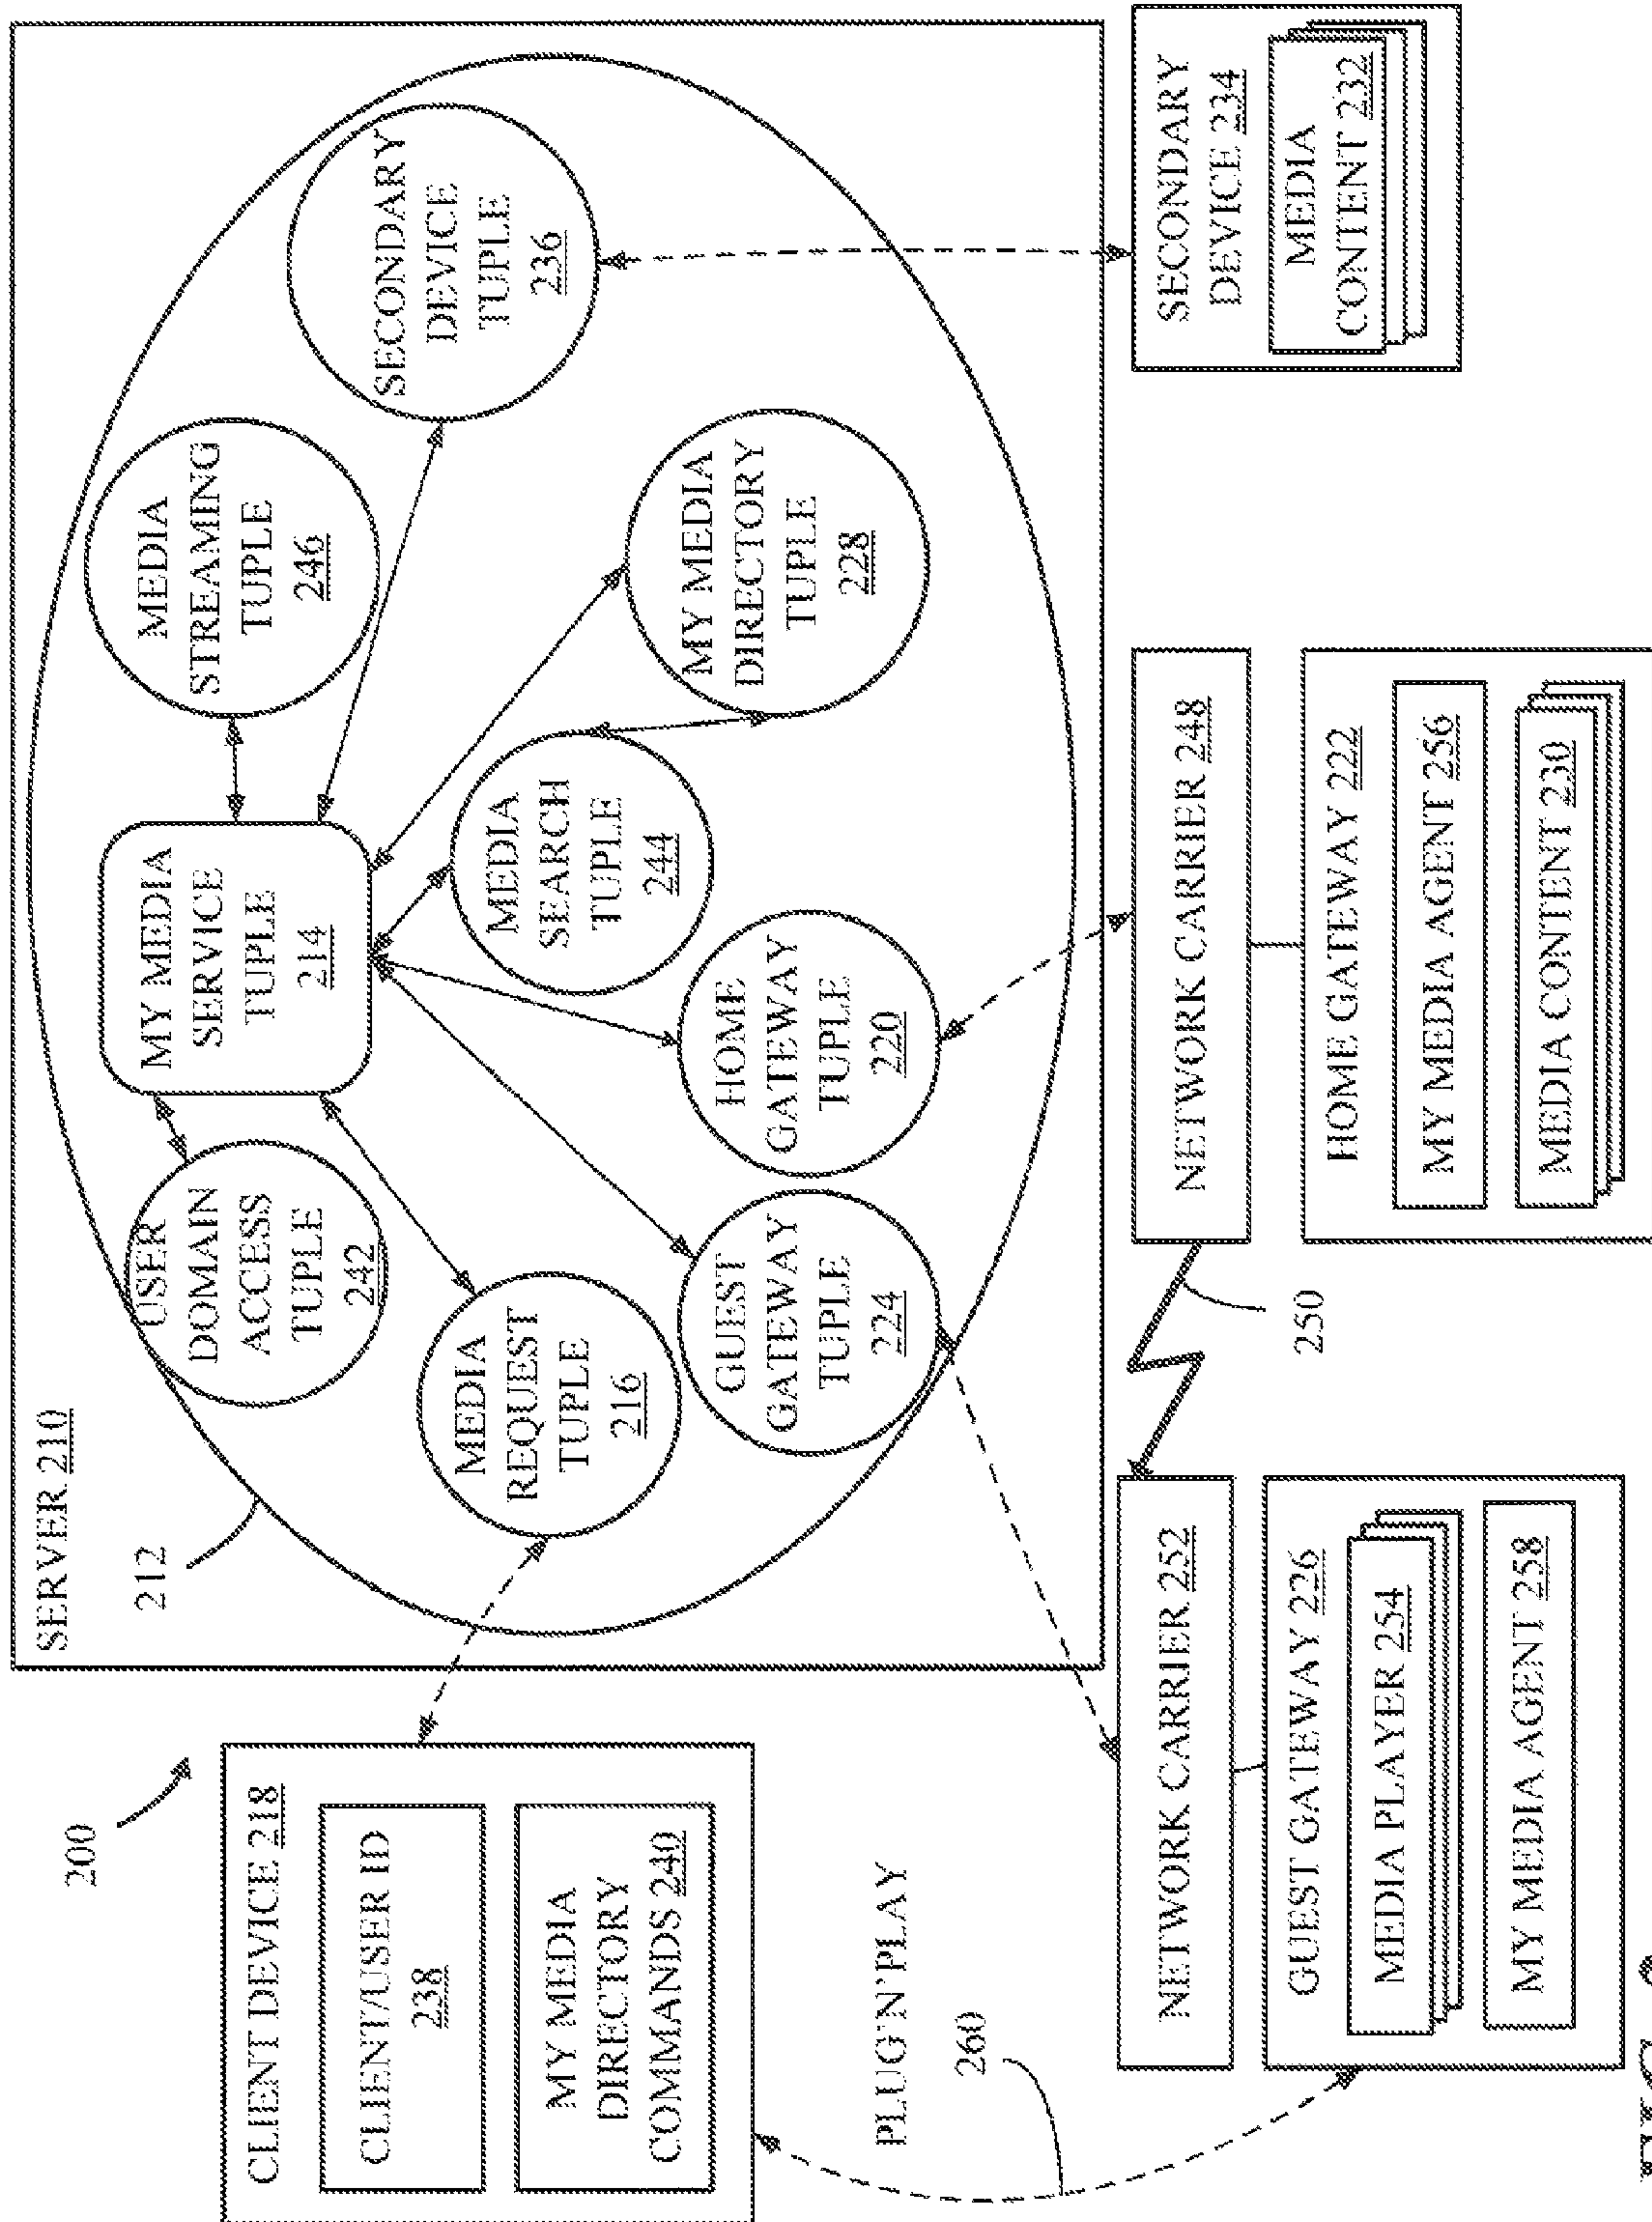 200
SERVER 210
212
CLIENT DEVICE 218
CLIENT/USER ID
238
MY MEDIA
DIRECTORY
COMMANDS 240
USER
DOMAIN
ACCESS
TUPLE
242
MY MEDIA
SERVICE
TUPLE
214
MEDIA
STREAMING
TUPLE
246
SECONDARY
DEVICE
TUPLE
236
MEDIA
REQUEST
TUPLE
216
GUEST
GATEWAY
TUPLE
224
HOME
GATEWAY
TUPLE
220
MEDIA
SEARCH
TUPLE
244
MY MEDIA
DIRECTORY
TUPLE
228
PLUG'N'PLAY
260
NETWORK CARRIER 252
GUEST GATEWAY 226
MEDIA PLAYER 254
MY MEDIA AGENT 258
250
NETWORK CARRIER 248
HOME GATEWAY 222
MY MEDIA AGENT 256
MEDIA CONTENT 230
SECONDARY
DEVICE 234
MEDIA
CONTENT 232